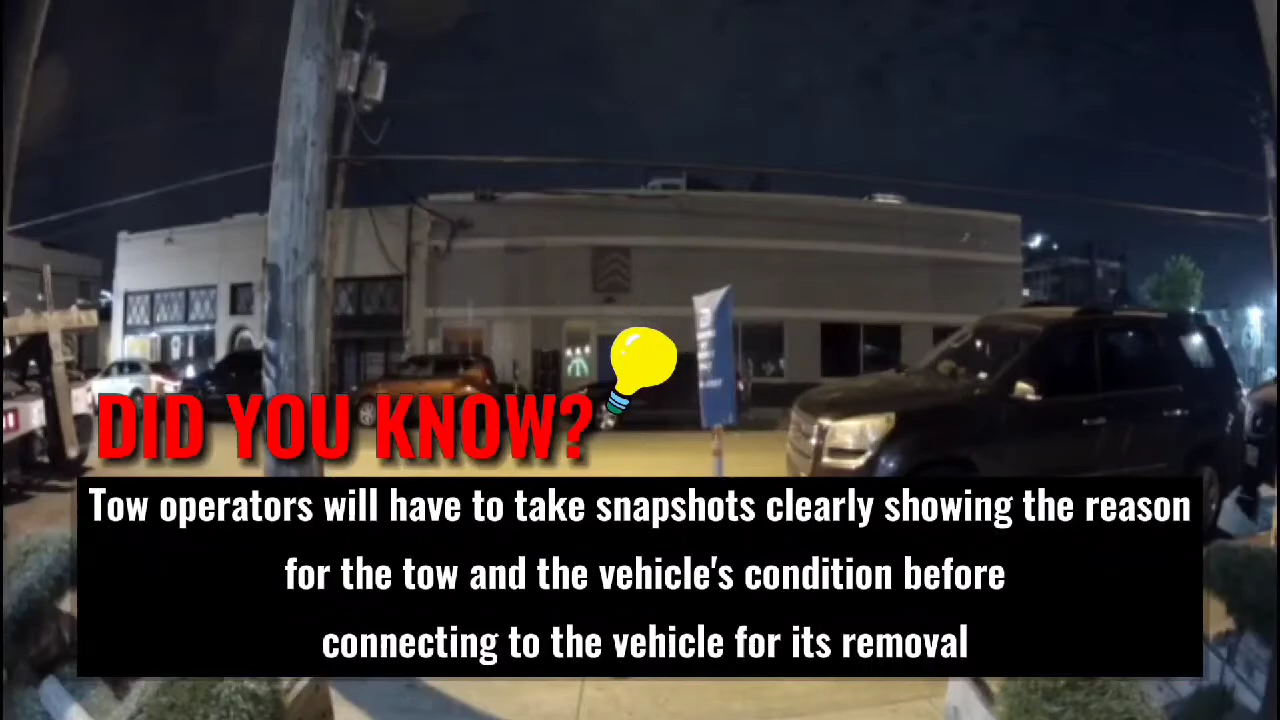 DID YOU KNOW?
Tow operators will have to take snapshots clearly showing the reason
for the tow and the vehicle's condition before
connecting to the vehicle for its removal